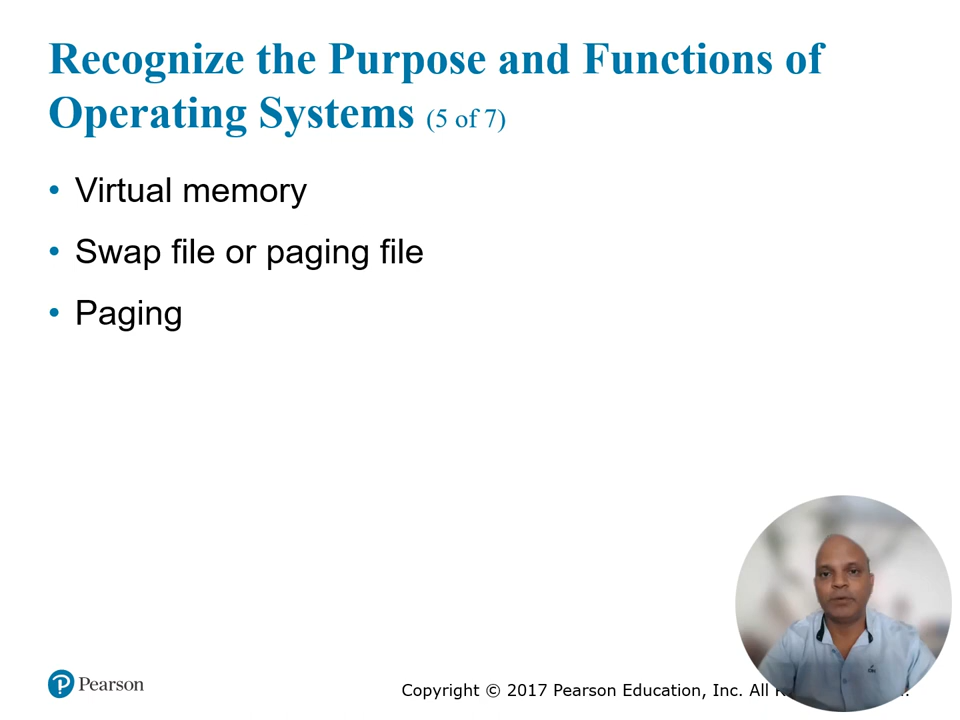 Recognize the Purpose and Functions of
Operating Systems (5 of 7)
• Virtual memory
• Swap file or paging file
• Paging
Pearson
Copyright © 2017 Pearson Education, Inc. All